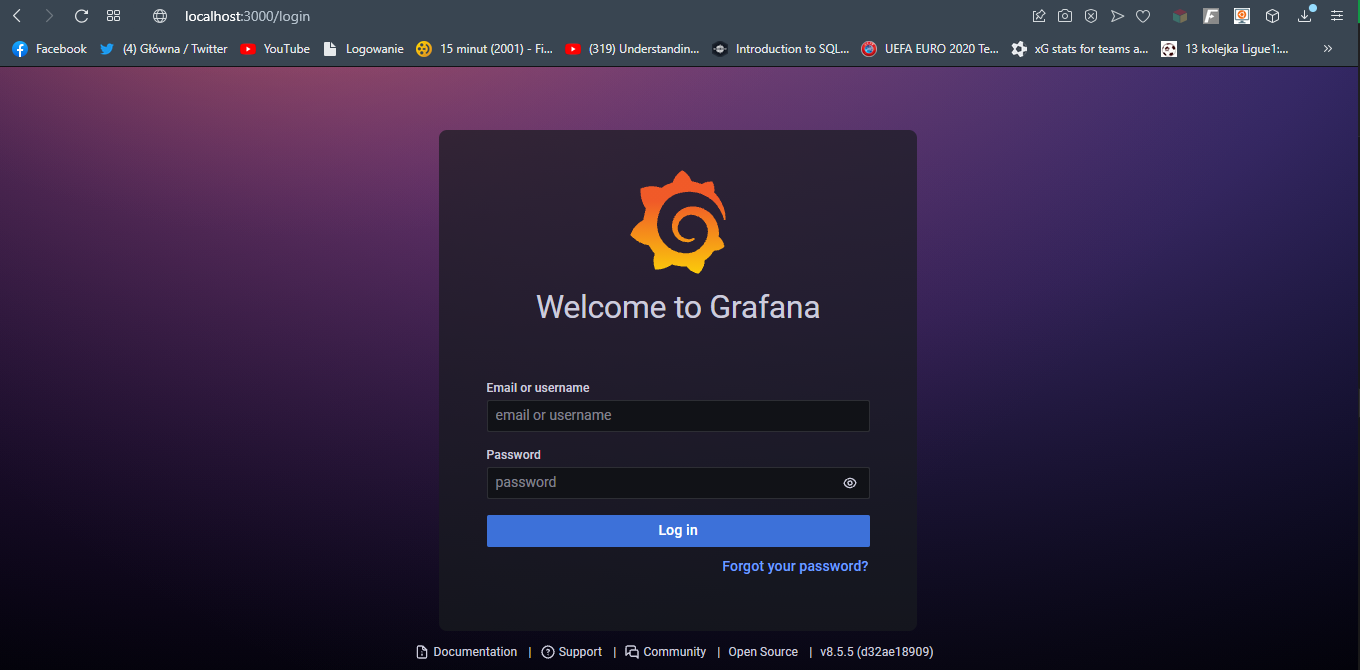 localhost:3000/login
Facebook (4) Główna / Twitter YouTube Logowanie 15 minut (2001) - Fi... (319) Understandin... Introduction to SQL... UEFA EURO 2020 Te... xG stats for teams a... 13 kolejka Ligue1:... »
Welcome to Grafana
Email or username
email or username
Password
password
Log in
Forgot your password?
Documentation | Support | Community | Open Source | v8.5.5 (d32ae18909)